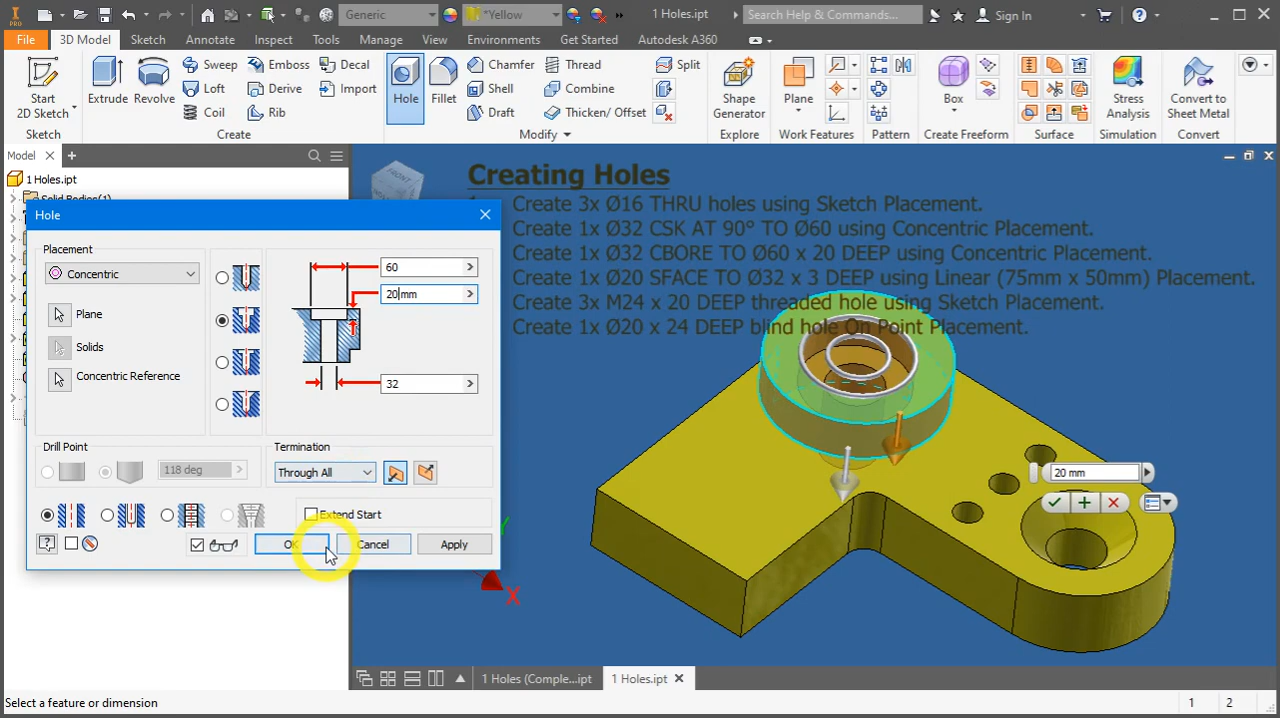 Generic
*Yellow
1 Holes.ipt
Search Help & Commands...
Sign In
PRO
File
3D Model
Sketch
Annotate
Inspect
Tools
Manage
View
Environments
Get Started
Autodesk A360
Start
2D Sketch
Extrude
Revolve
Sweep
Loft
Coil
Emboss
Derive
Rib
Decal
Import
Hole
Fillet
Chamfer
Shell
Draft
Thread
Combine
Thicken/ Offset
Split
Shape
Generator
Plane
Box
Stress
Analysis
Convert to
Sheet Metal
Sketch
Create
Modify
Explore
Work Features
Pattern
Create Freeform
Surface
Simulation
Convert
Model
1 Holes.ipt
Solid Bodies(1)
FRONT
Creating Holes
Create 3x Ø16 THRU holes using Sketch Placement.
Create 1x Ø32 CSK AT 90° TO Ø60 using Concentric Placement.
Create 1x Ø32 CBORE TO Ø60 x 20 DEEP using Concentric Placement.
Create 1x Ø20 SFACE TO Ø32 x 3 DEEP using Linear (75mm x 50mm) Placement.
Create 3x M24 x 20 DEEP threaded hole using Sketch Placement.
Create 1x Ø20 x 24 DEEP blind hole On Point Placement.
Hole
Placement
Concentric
Plane
Solids
Concentric Reference
60
20mm
32
Drill Point
118 deg
Termination
Through All
Extend Start
OK
Cancel
Apply
20 mm
X
1 Holes (Comple...ipt
1 Holes.ipt
Select a feature or dimension
1
2